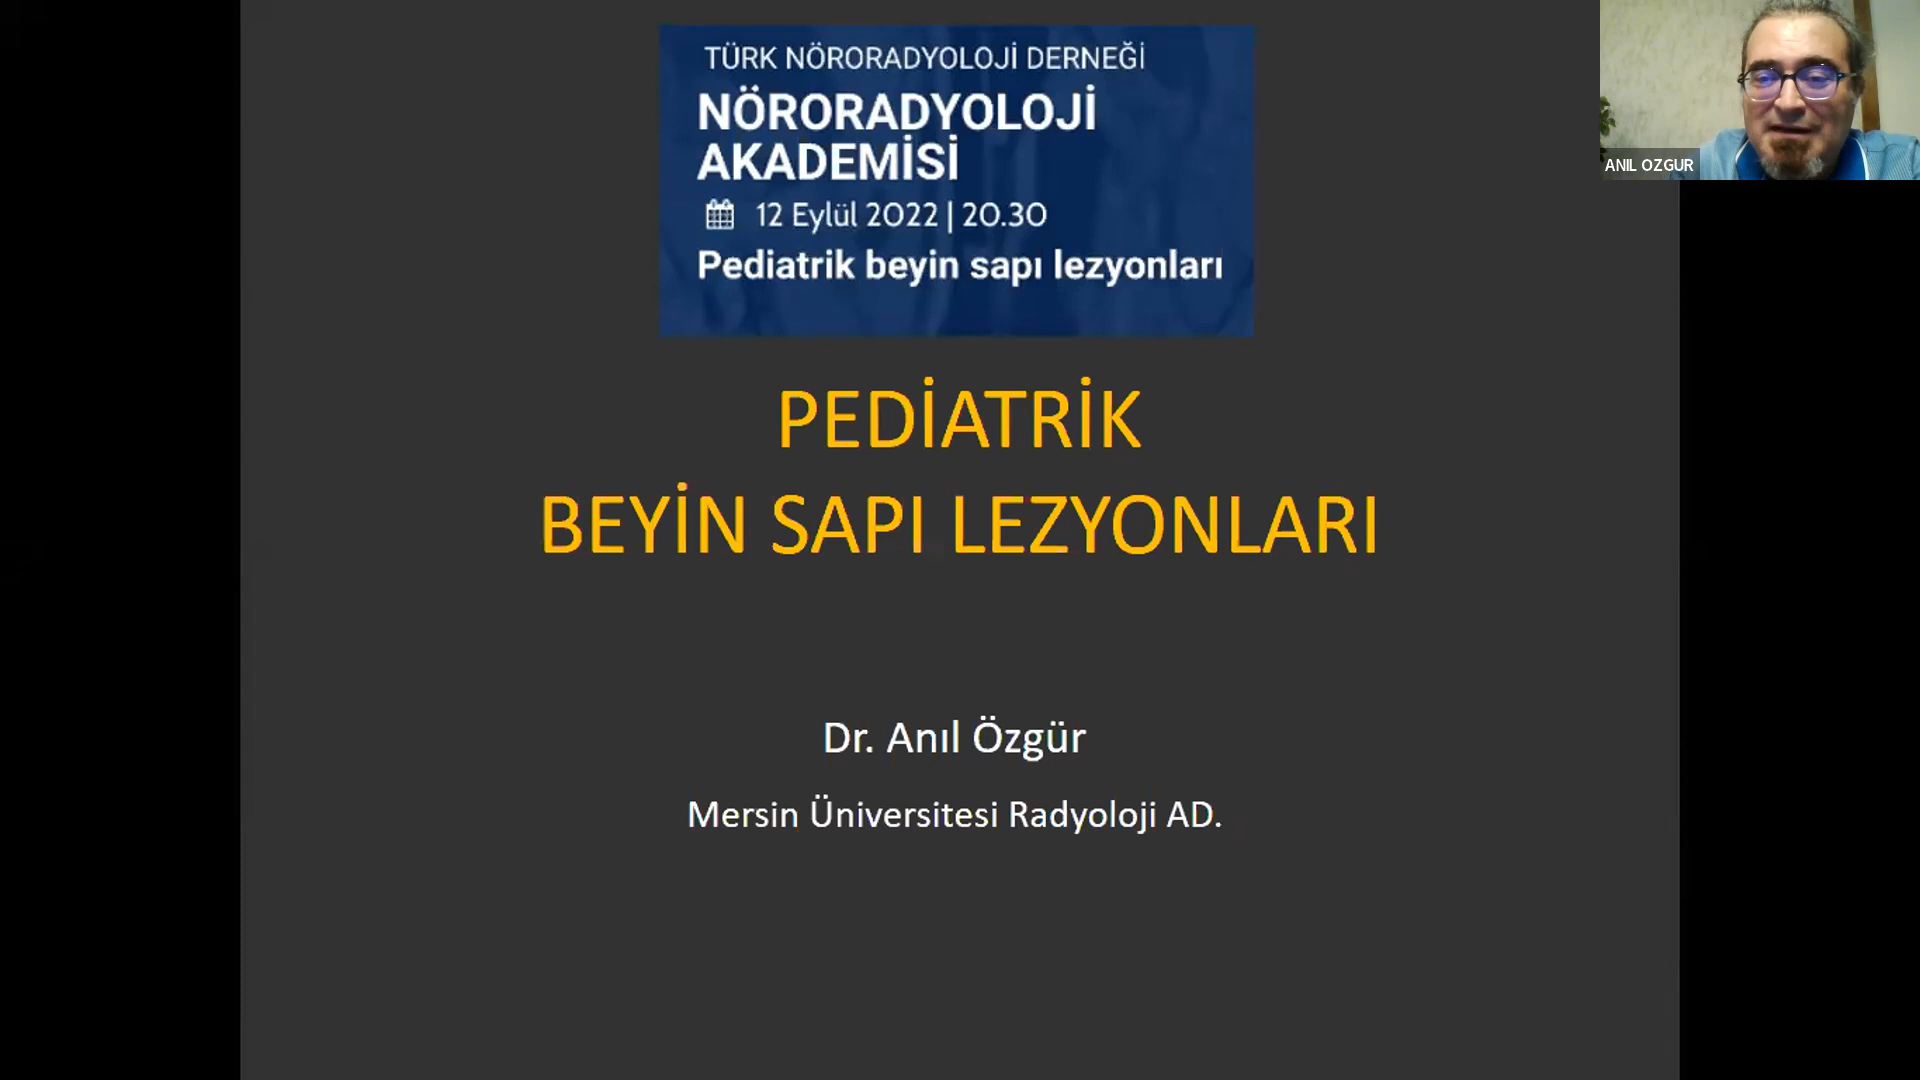 TÜRK NÖRORADYOLOJİ DERNEĞİ
NÖRORADYOLOJİ
AKADEMİSİ
12 Eylül 2022 | 20.30
Pediatrik beyin sapı lezyonları
ANIL OZGUR
PEDİATRİK
BEYİN SAPI LEZYONLARI
Dr. Anıl Özgür
Mersin Üniversitesi Radyoloji AD.